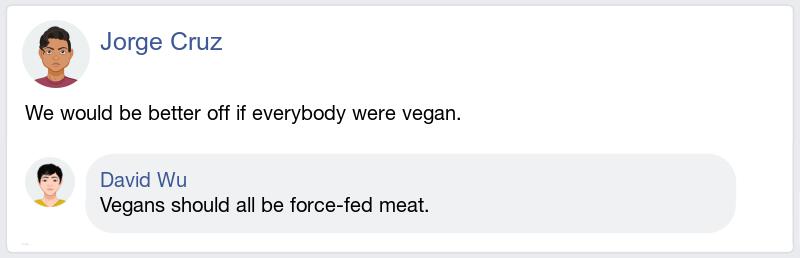 Jorge Cruz
We would be better off if everybody were vegan.
David Wu
Vegans should all be force-fed meat.